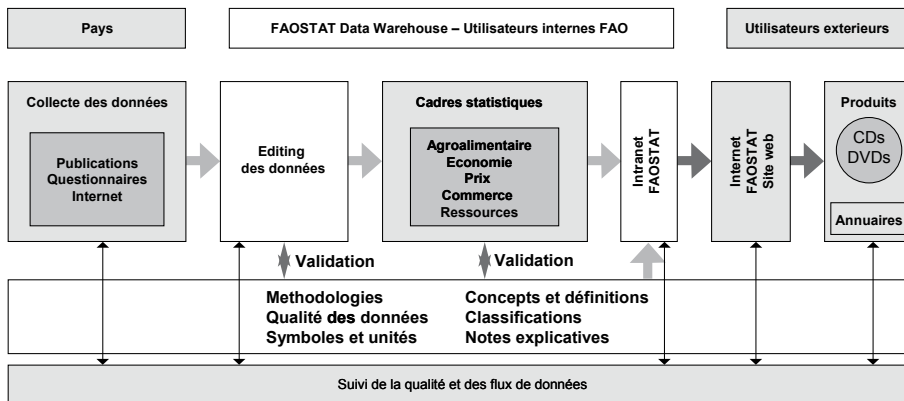 Pays
FAOSTAT Data Warehouse – Utilisateurs internes FAO
Utilisateurs exterieurs
Collecte des données
Publications
Questionnaires
Internet
Editing
des données
Cadres statistiques
Agroalimentaire
Economie
Prix
Commerce
Ressources
Intranet
FAOSTAT
Internet
FAOSTAT
Site web
Produits
CDs
DVDs
Annuaires
Validation
Validation
Methodologies
Qualité des données
Symboles et unités
Concepts et définitions
Classifications
Notes explicatives
Suivi de la qualité et des flux de données